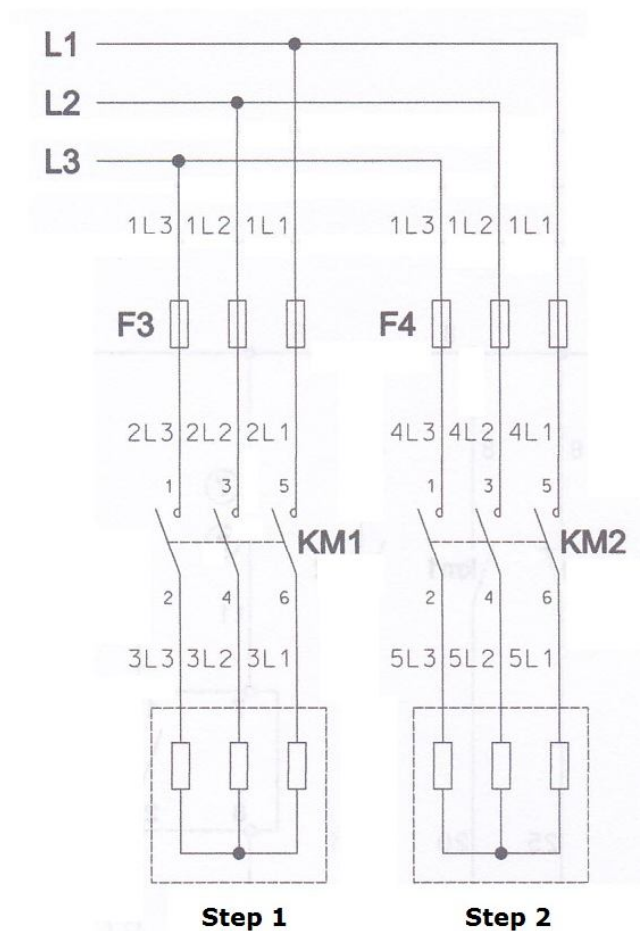 L1
L2
L3
1L3 1L2 1L1 1L3 1L2 1L1
F3 F4
2L3 2L2 2L1 4L3 4L2 4L1
1 3 5 1 3 5
KM1 KM2
2 4 6 2 4 6
3L3 3L2 3L1 5L3 5L2 5L1
Step 1 Step 2